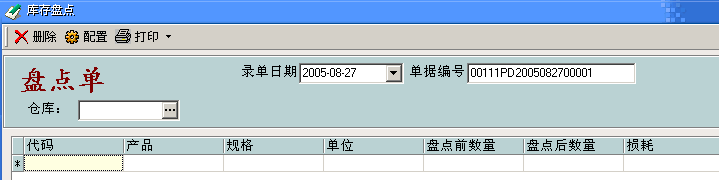 库存盘点
删除 配置 打印
录单日期 2005-08-27 单据编号 00111PD2005082700001
盘点单
仓库： ...
代码 产品 规格 单位 盘点前数量 盘点后数量 损耗
*